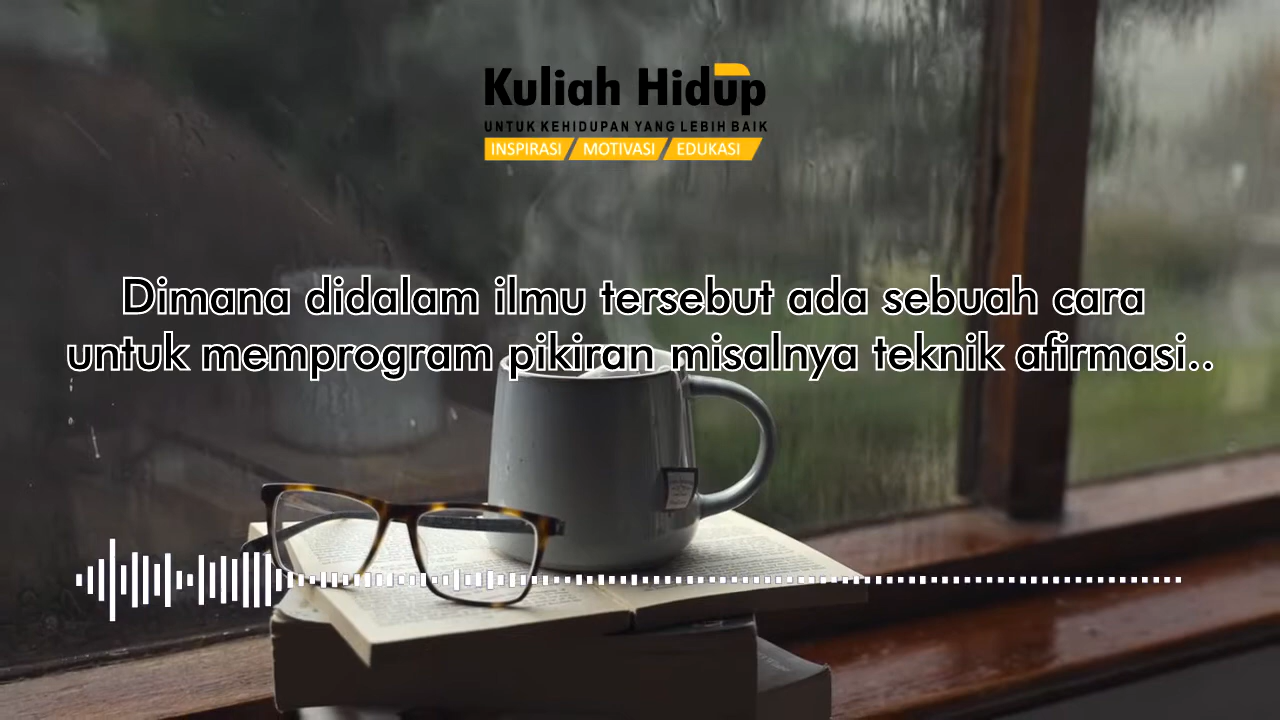 Kuliah Hidup
UNTUK KEHIDUPAN YANG LEBIH BAIK
INSPIRASI / MOTIVASI / EDUKASI
Dimana didalam ilmu tersebut ada sebuah cara
untuk memprogram pikiran misalnya teknik afirmasi..